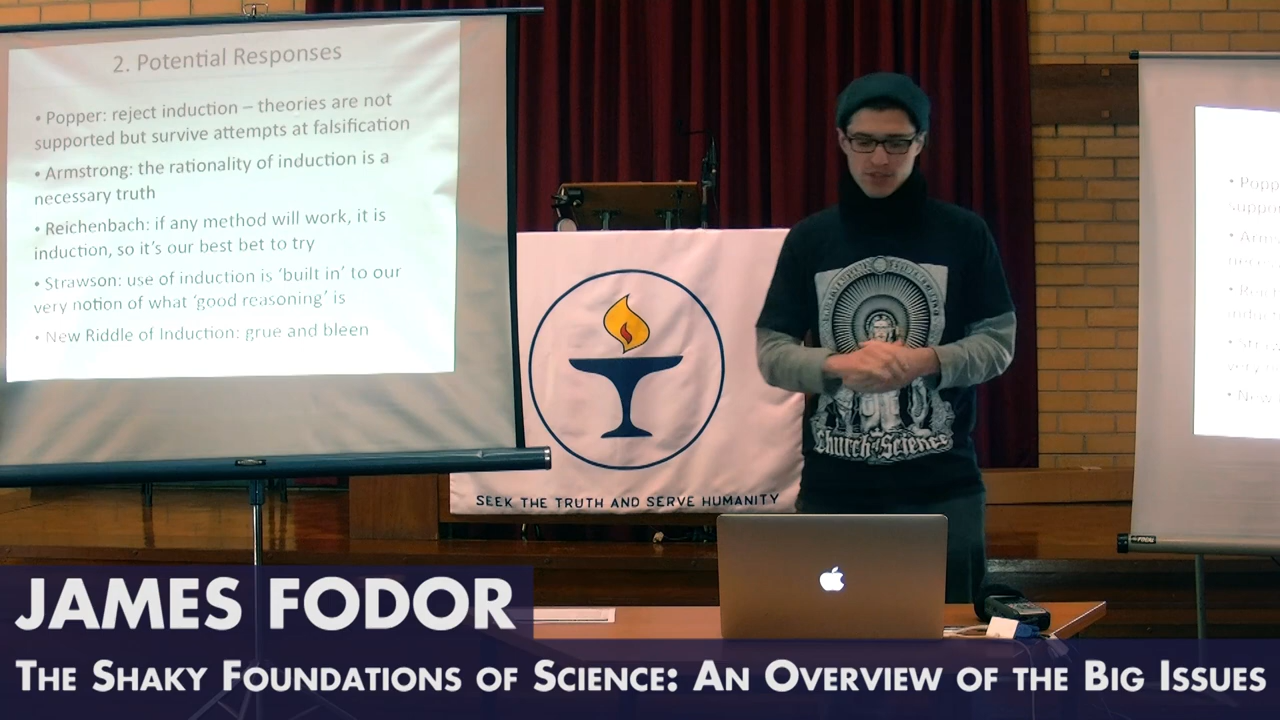 2. Potential Responses
• Popper: reject induction – theories are not
supported but survive attempts at falsification
• Armstrong: the rationality of induction is a
necessary truth
• Reichenbach: if any method will work, it is
induction, so it's our best bet to try
• Strawson: use of induction is 'built in' to our
very notion of what 'good reasoning' is
• New Riddle of Induction: grue and bleen
SEEK THE TRUTH AND SERVE HUMANITY
Church of Science
JAMES FODOR
THE SHAKY FOUNDATIONS OF SCIENCE: AN OVERVIEW OF THE BIG ISSUES